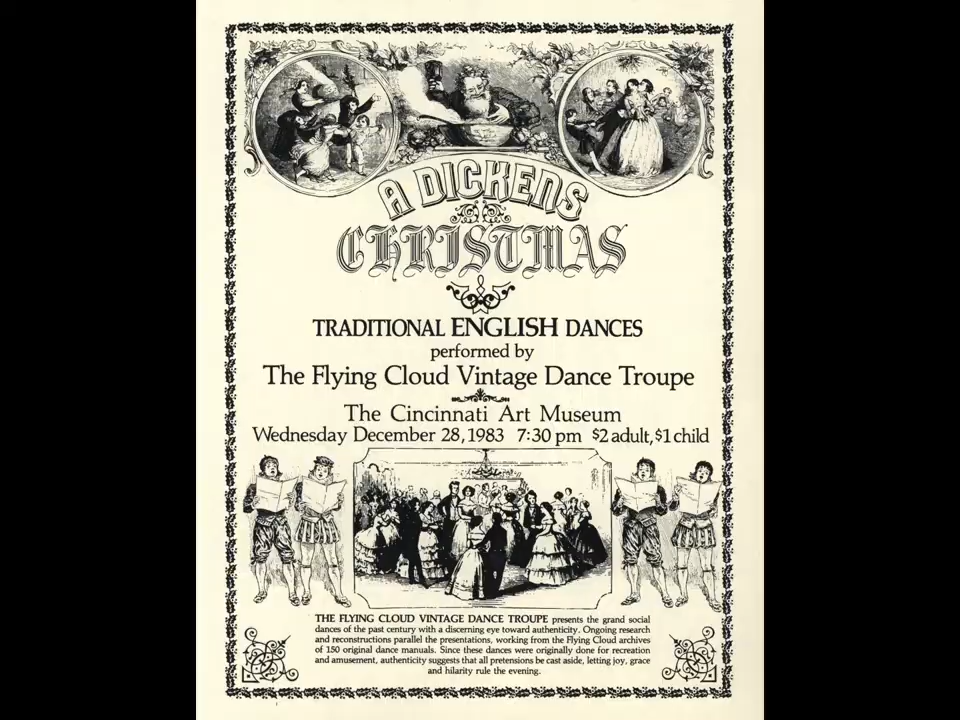 A DICKENS
CHRISTMAS
TRADITIONAL ENGLISH DANCES
performed by
The Flying Cloud Vintage Dance Troupe
The Cincinnati Art Museum
Wednesday December 28, 1983 7:30 pm $2 adult, $1 child
THE FLYING CLOUD VINTAGE DANCE TROUPE presents the grand social
dances of the past century with a discerning eye toward authenticity. Ongoing research
and reconstructions parallel the presentations, working from the Flying Cloud archives
of 150 original dance manuals. Since these dances were originally done for recreation
and amusement, authenticity suggests that all pretensions be cast aside, letting joy, grace
and hilarity rule the evening.